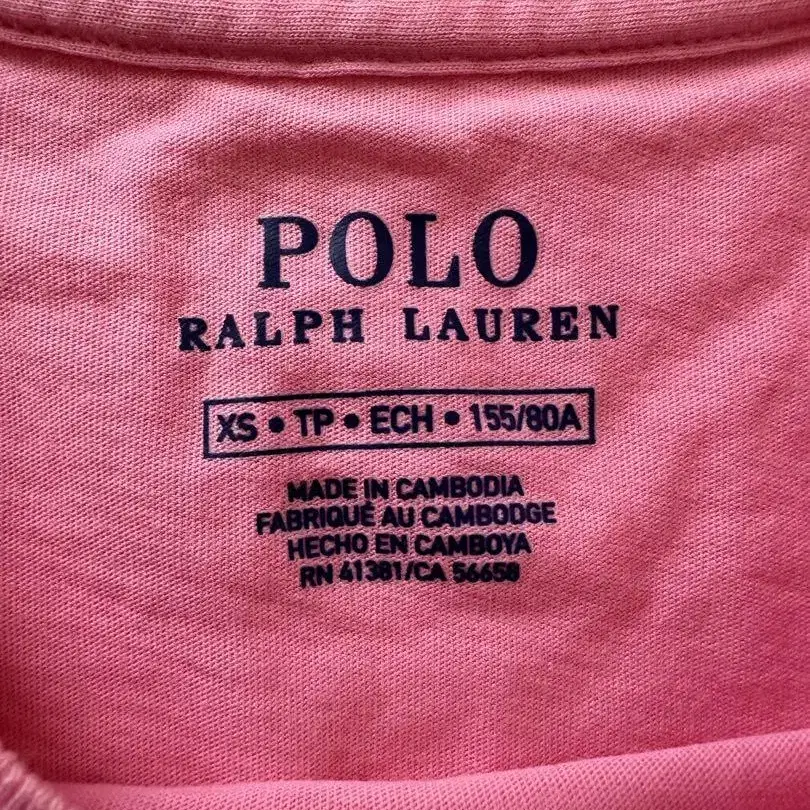 POLO
RALPH LAUREN
XS • TP • ECH • 155/80A
MADE IN CAMBODIA
FABRIQUÉ AU CAMBODGE
HECHO EN CAMBOYA
RN 41381/CA 56658